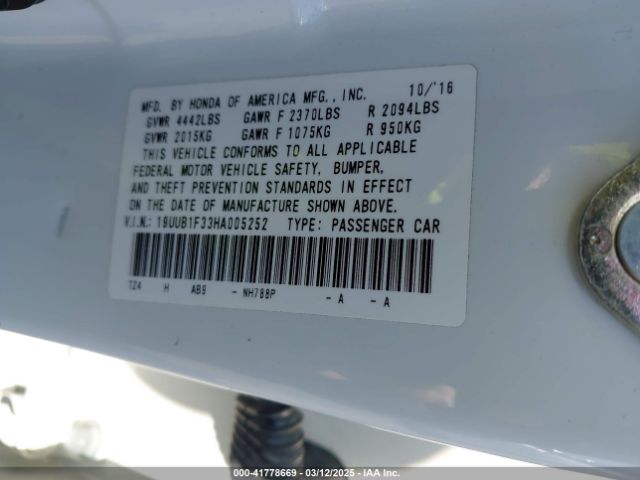 MFD. BY HONDA OF AMERICA MFG., INC. 10/'16
GVWR 4442LBS GAWR F 2370LBS R 2094LBS
GVWR 2015KG GAWR F 1075KG R 950KG
THIS VEHICLE CONFORMS TO ALL APPLICABLE
FEDERAL MOTOR VEHICLE SAFETY, BUMPER,
AND THEFT PREVENTION STANDARDS IN EFFECT
ON THE DATE OF MANUFACTURE SHOWN ABOVE.
V.I.N.: 19UUB1F33HA005252 TYPE: PASSENGER CAR
TZ4 H AB9 - NH788P - A - A
000-41778669 // 03/12/2025 // IAA Inc.